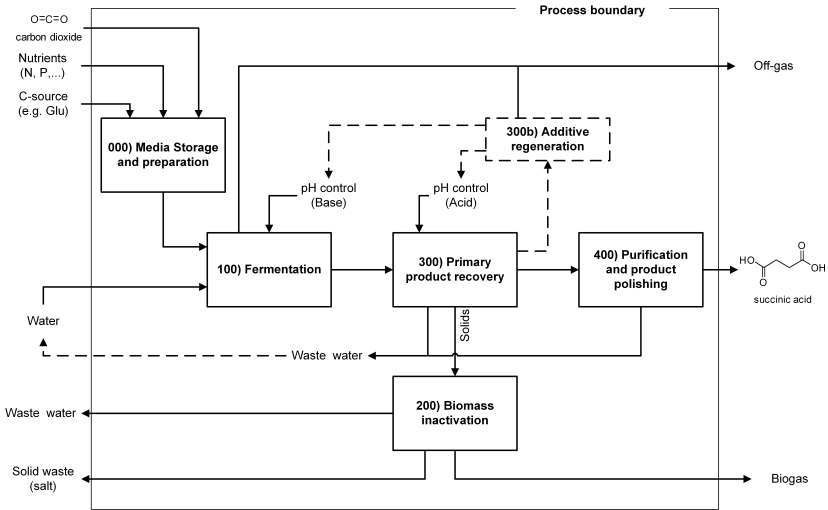 Process boundary
O=C=O
carbon dioxide
Nutrients
(N, P,...)
C-source
(e.g. Glu)
Off-gas
000) Media Storage
and preparation
300b) Additive
regeneration
pH control
(Base)
pH control
(Acid)
100) Fermentation
300) Primary
product recovery
400) Purification
and product
polishing
O
HO
OH
O
succinic acid
Water
Solids
Waste water
200) Biomass
inactivation
Waste water
Solid waste
(salt)
Biogas